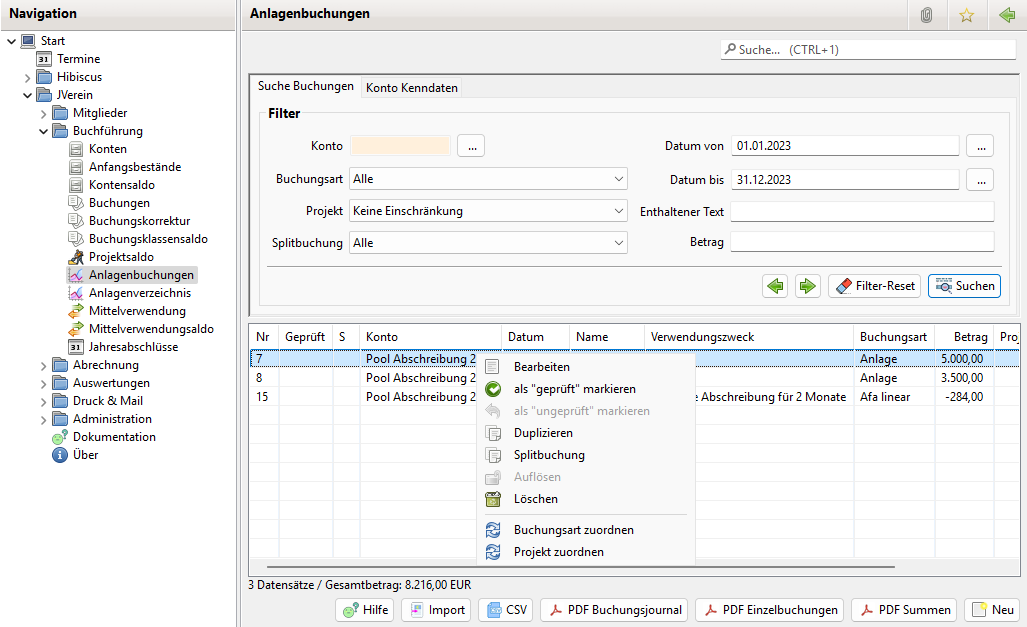 Navigation
Start
31 Termine
Hibiscus
JVerein
Mitglieder
Buchführung
Konten
Anfangsbestände
Kontensaldo
Buchungen
Buchungskorrektur
Buchungsklassensaldo
Projektsaldo
Anlagenbuchungen
Anlagenverzeichnis
Mittelverwendung
Mittelverwendungsaldo
31 Jahresabschlüsse
Abrechnung
Auswertungen
Druck & Mail
Administration
Dokumentation
Über
Anlagenbuchungen
Suche... (CTRL+1)
Suche Buchungen Konto Kenndaten
Filter
Konto ... Datum von 01.01.2023 ...
Buchungsart Alle Datum bis 31.12.2023 ...
Projekt Keine Einschränkung Enthaltener Text
Splitbuchung Alle Betrag
Filter-Reset Suchen
Nr Geprüft S Konto Datum Name Verwendungszweck Buchungsart Betrag Proj
7 Pool Abschreibung 2 Anlage 5.000,00
8 Pool Abschreibung 2 Anlage 3.500,00
15 Pool Abschreibung 2 e Abschreibung für 2 Monate Afa linear -284,00
Bearbeiten
als "geprüft" markieren
als "ungeprüft" markieren
Duplizieren
Splitbuchung
Auflösen
Löschen
Buchungsart zuordnen
Projekt zuordnen
3 Datensätze / Gesamtbetrag: 8.216,00 EUR
Hilfe Import CSV PDF Buchungsjournal PDF Einzelbuchungen PDF Summen Neu